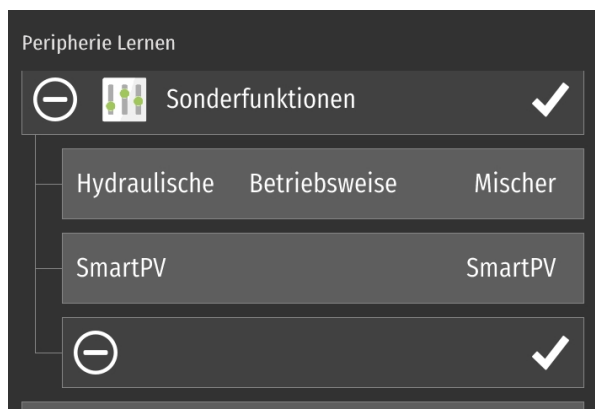 Peripherie Lernen
Sonderfunktionen
Hydraulische Betriebsweise Mischer
SmartPV SmartPV